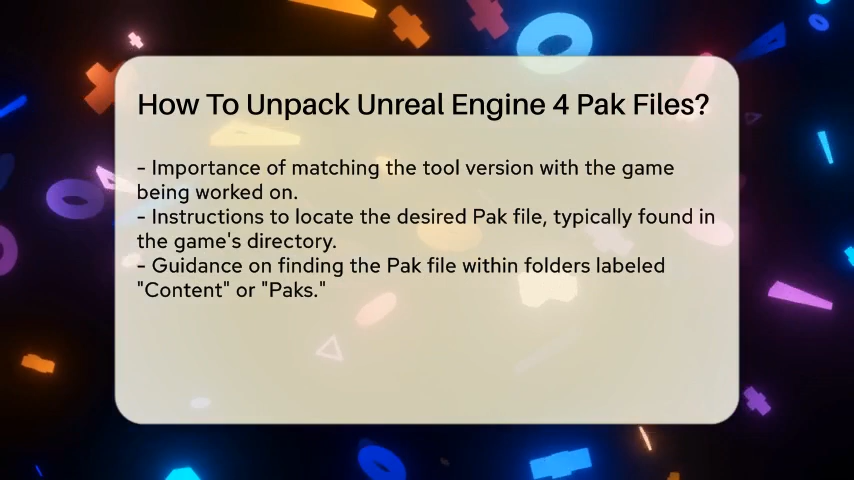 How To Unpack Unreal Engine 4 Pak Files?
- Importance of matching the tool version with the game
being worked on.
- Instructions to locate the desired Pak file, typically found in
the game's directory.
- Guidance on finding the Pak file within folders labeled
"Content" or "Paks."